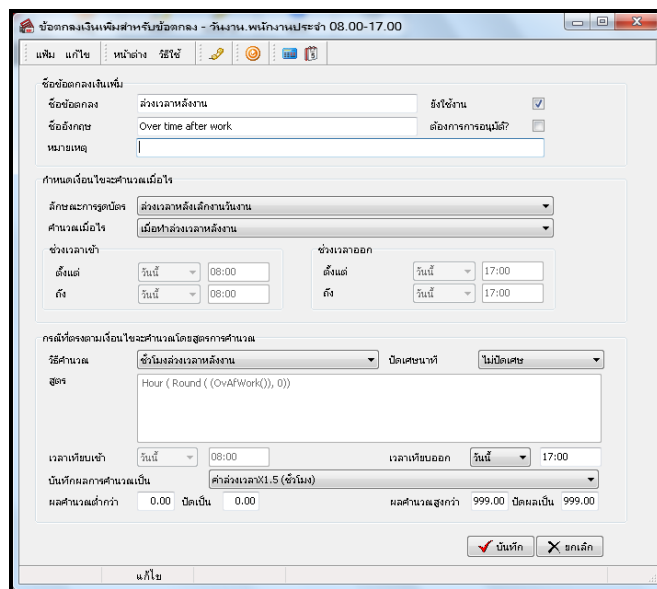 ข้อตกลงเงินเพิ่มสำหรับข้อตกลง - วันงาน.พนักงานประจำ 08.00-17.00
แฟ้ม แก้ไข หน้าต่าง วิธีใช้
ชื่อข้อตกลงเงินเพิ่ม
ชื่อข้อตกลง ล่วงเวลาหลังงาน ยังใช้งาน
ชื่ออังกฤษ Over time after work ต้องการการอนุมัติ?
หมายเหตุ
กำหนดเงื่อนไขจะคำนวณเมื่อไร
ลักษณะการรูดบัตร ล่วงเวลาหลังเลิกงานวันงาน
คำนวณเมื่อไร เมื่อทำล่วงเวลาหลังงาน
ช่วงเวลาเข้า ช่วงเวลาออก
ตั้งแต่ วันนี้ 08:00 ตั้งแต่ วันนี้ 17:00
ถึง วันนี้ 08:00 ถึง วันนี้ 17:00
กรณีที่ตรงตามเงื่อนไขจะคำนวณโดยสูตรการคำนวณ
วิธีคำนวณ ชั่วโมงล่วงเวลาหลังงาน ปัดเศษนาที ไม่ปัดเศษ
สูตร Hour ( Round ( (OvAfWork()), 0))
เวลาเทียบเข้า วันนี้ 08:00 เวลาเทียบออก วันนี้ 17:00
บันทึกผลการคำนวณเป็น ค่าล่วงเวลาX1.5 (ชั่วโมง)
ผลคำนวณต่ำกว่า 0.00 ปัดเป็น 0.00 ผลคำนวณสูงกว่า 999.00 ปัดผลเป็น 999.00
บันทึก ยกเลิก
แก้ไข